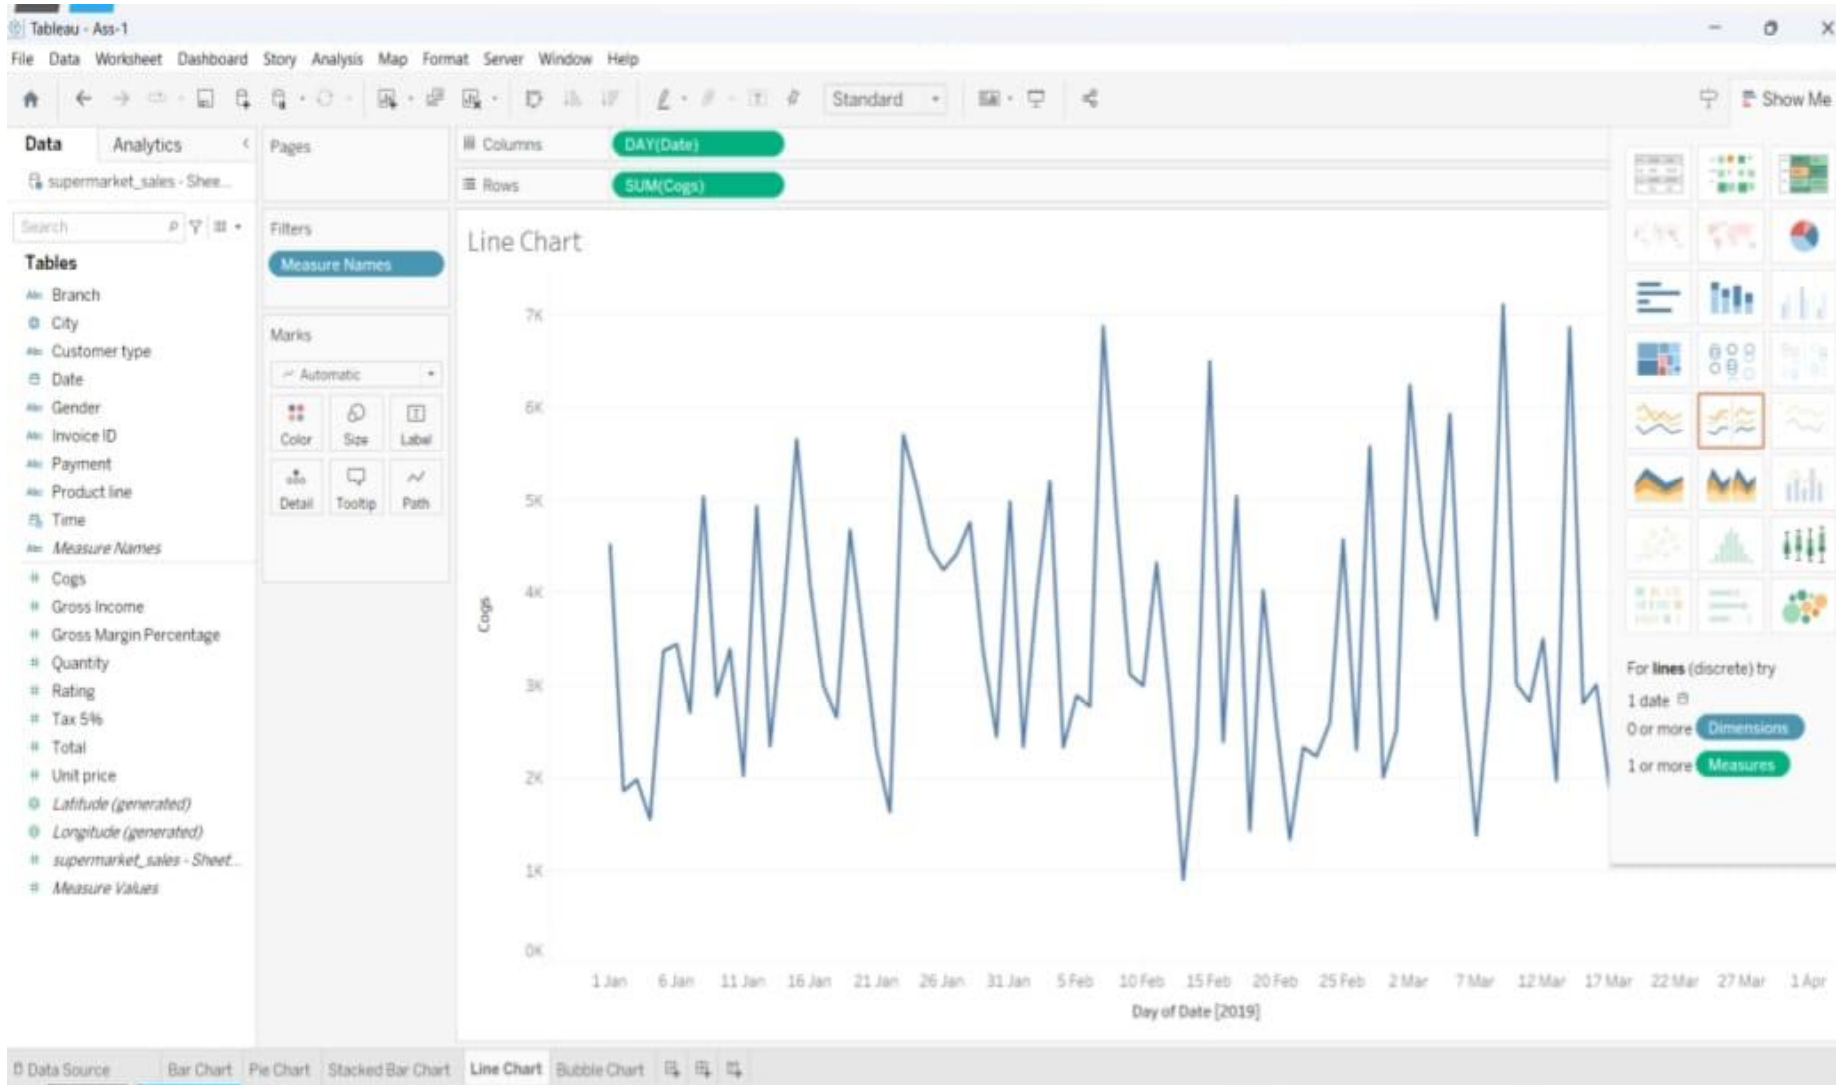 Tableau - Ass-1
File Data Worksheet Dashboard Story Analysis Map Format Server Window Help
Standard
Show Me
Data Analytics
supermarket_sales - Shee...
Search
Tables
Branch
City
Customer type
Date
Gender
Invoice ID
Payment
Product line
Time
Measure Names
Cogs
Gross Income
Gross Margin Percentage
Quantity
Rating
Tax 5%
Total
Unit price
Latitude (generated)
Longitude (generated)
supermarket_sales - Sheet...
Measure Values
Pages
Filters
Measure Names
Marks
Automatic
Color Size Label
Detail Tooltip Path
Columns DAY(Date)
Rows SUM(Cogs)
Line Chart
7K
6K
5K
4K
3K
2K
1K
0K
Cogs
1 Jan 6 Jan 11 Jan 16 Jan 21 Jan 26 Jan 31 Jan 5 Feb 10 Feb 15 Feb 20 Feb 25 Feb 2 Mar 7 Mar 12 Mar 17 Mar 22 Mar 27 Mar 1 Apr
Day of Date [2019]
For lines (discrete) try
1 date
0 or more Dimensions
1 or more Measures
Data Source Bar Chart Pie Chart Stacked Bar Chart Line Chart Bubble Chart